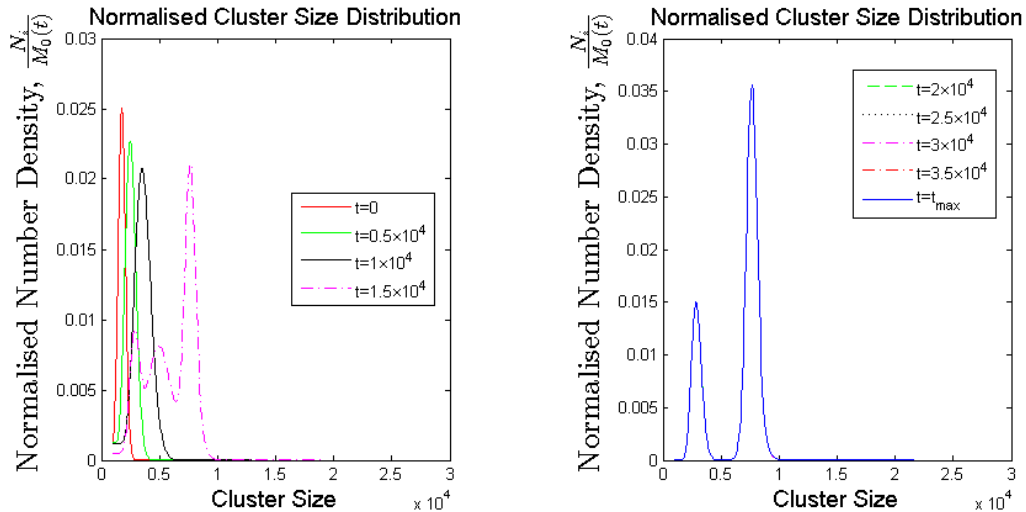 Normalised Cluster Size Distribution
Normalised Number Density, N_i/M_0(t)
0.03
0.025
0.02
0.015
0.01
0.005
0
0 0.5 1 1.5 2 2.5 3
x 10^4
Cluster Size
t=0
t=0.5×10^4
t=1×10^4
t=1.5×10^4
Normalised Cluster Size Distribution
Normalised Number Density, N_i/M_0(t)
0.04
0.035
0.03
0.025
0.02
0.015
0.01
0.005
0
0 0.5 1 1.5 2 2.5 3
x 10^4
Cluster Size
t=2×10^4
t=2.5×10^4
t=3×10^4
t=3.5×10^4
t=t_max